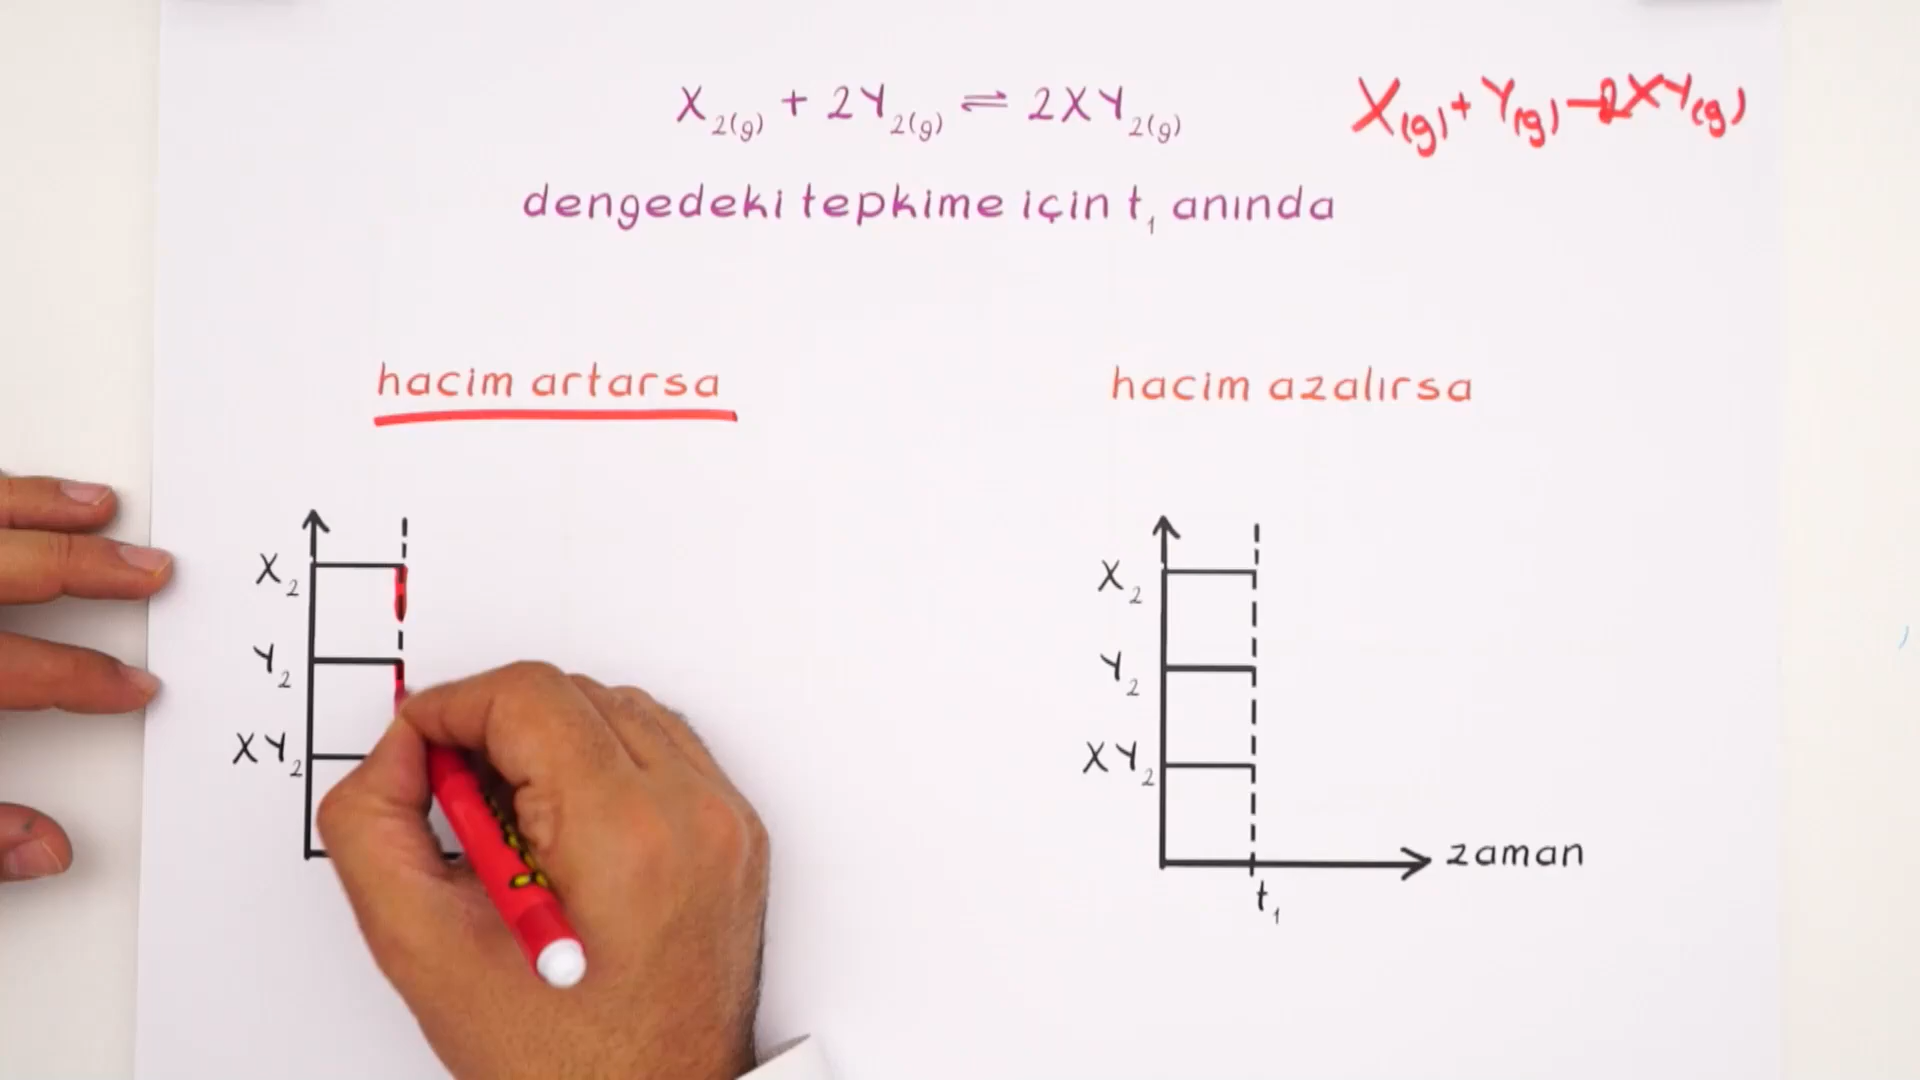 X₂(g) + 2Y₂(g) ⇌ 2XY₂(g)
X(g) + Y(g) → 2XY(g)
dengedeki tepkime için t₁ anında
hacim artarsa
hacim azalırsa
X₂
Y₂
XY₂
X₂
Y₂
XY₂
zaman
t₁